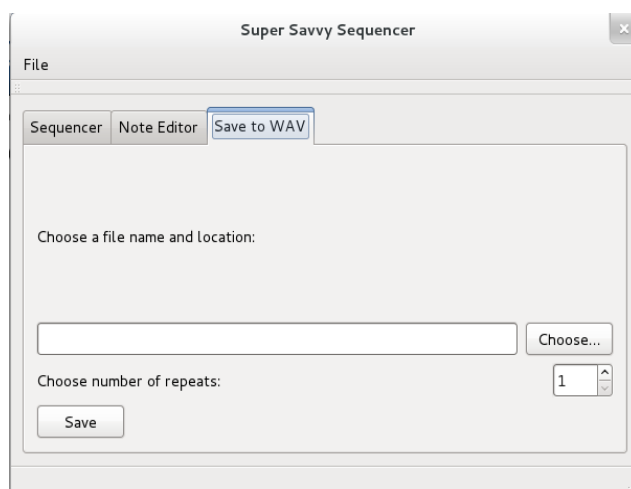 Super Savvy Sequencer
File
Sequencer Note Editor Save to WAV
Choose a file name and location:
Choose...
Choose number of repeats: 1
Save